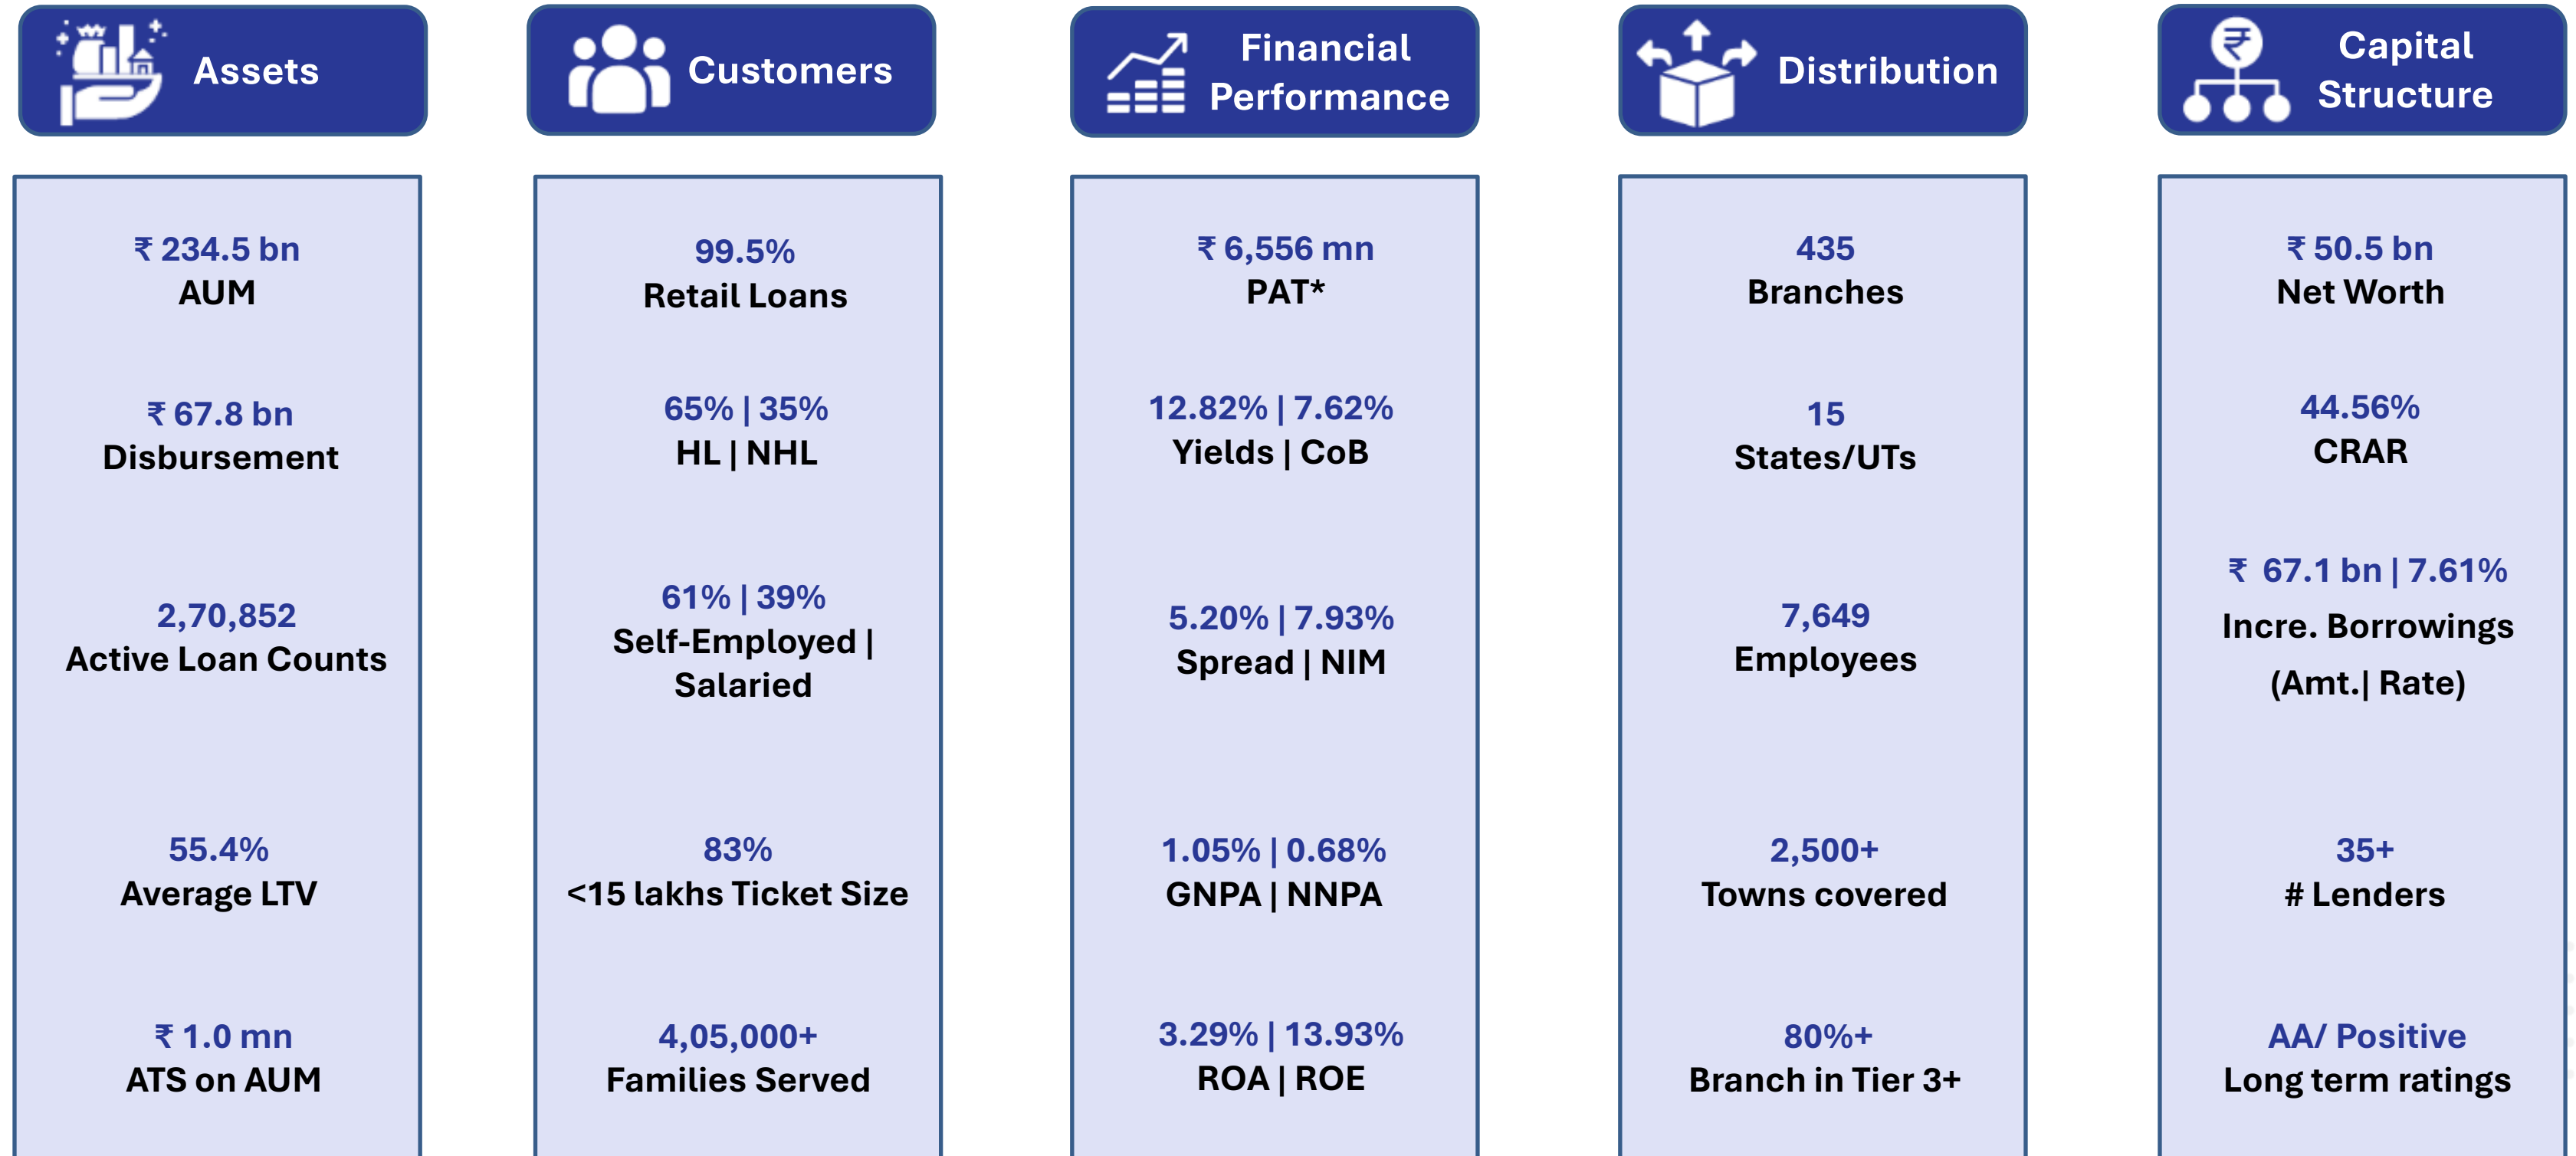 Assets
₹ 234.5 bn
AUM
₹ 67.8 bn
Disbursement
2,70,852
Active Loan Counts
55.4%
Average LTV
₹ 1.0 mn
ATS on AUM
Customers
99.5%
Retail Loans
65% | 35%
HL | NHL
61% | 39%
Self-Employed |
Salaried
83%
<15 lakhs Ticket Size
4,05,000+
Families Served
Financial
Performance
₹ 6,556 mn
PAT*
12.82% | 7.62%
Yields | CoB
5.20% | 7.93%
Spread | NIM
1.05% | 0.68%
GNPA | NNPA
3.29% | 13.93%
ROA | ROE
Distribution
435
Branches
15
States/UTs
7,649
Employees
2,500+
Towns covered
80%+
Branch in Tier 3+
₹
Capital
Structure
₹ 50.5 bn
Net Worth
44.56%
CRAR
₹ 67.1 bn | 7.61%
Incre. Borrowings
(Amt.| Rate)
35+
# Lenders
AA/ Positive
Long term ratings